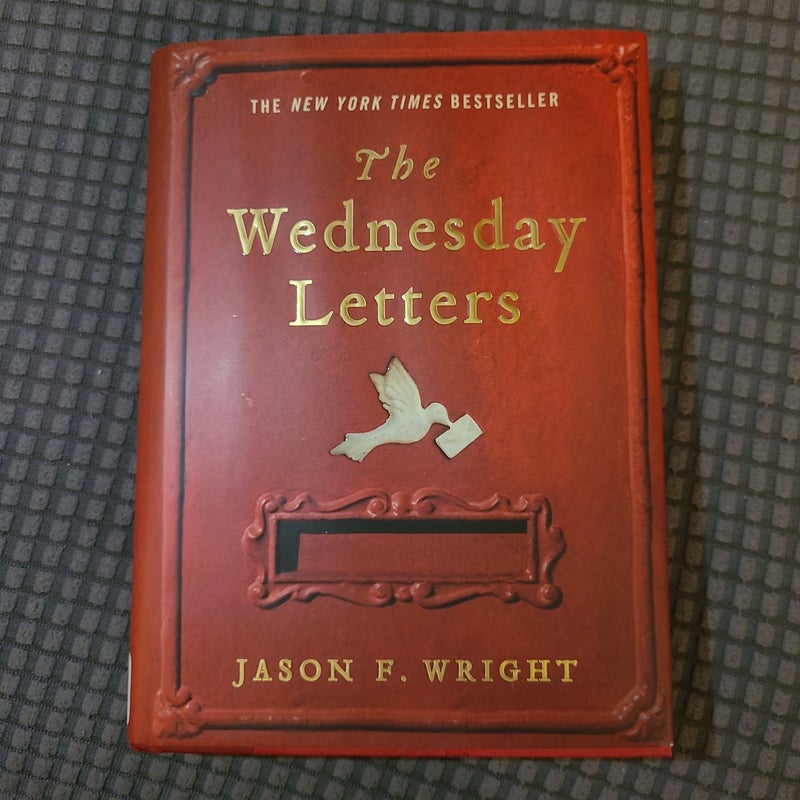 THE NEW YORK TIMES BESTSELLER
The
Wednesday
Letters
JASON F. WRIGHT